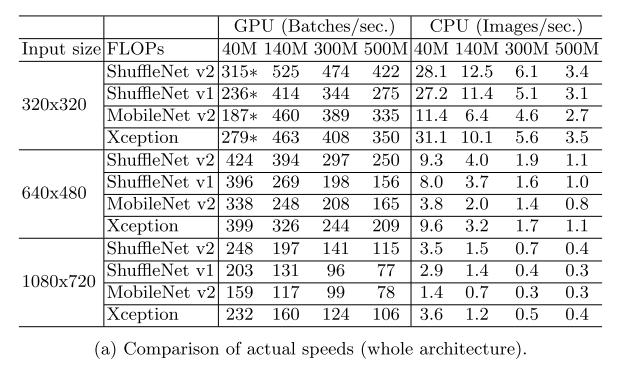 GPU (Batches/sec.) CPU (Images/sec.)
Input size FLOPs 40M 140M 300M 500M 40M 140M 300M 500M
320x320
ShuffleNet v2 315* 525 474 422 28.1 12.5 6.1 3.4
ShuffleNet v1 236* 414 344 275 27.2 11.4 5.1 3.1
MobileNet v2 187* 460 389 335 11.4 6.4 4.6 2.7
Xception 279* 463 408 350 31.1 10.1 5.6 3.5
640x480
ShuffleNet v2 424 394 297 250 9.3 4.0 1.9 1.1
ShuffleNet v1 396 269 198 156 8.0 3.7 1.6 1.0
MobileNet v2 338 248 208 165 3.8 2.0 1.4 0.8
Xception 399 326 244 209 9.6 3.2 1.7 1.1
1080x720
ShuffleNet v2 248 197 141 115 3.5 1.5 0.7 0.4
ShuffleNet v1 203 131 96 77 2.9 1.4 0.4 0.3
MobileNet v2 159 117 99 78 1.4 0.7 0.3 0.3
Xception 232 160 124 106 3.6 1.2 0.5 0.4
(a) Comparison of actual speeds (whole architecture).